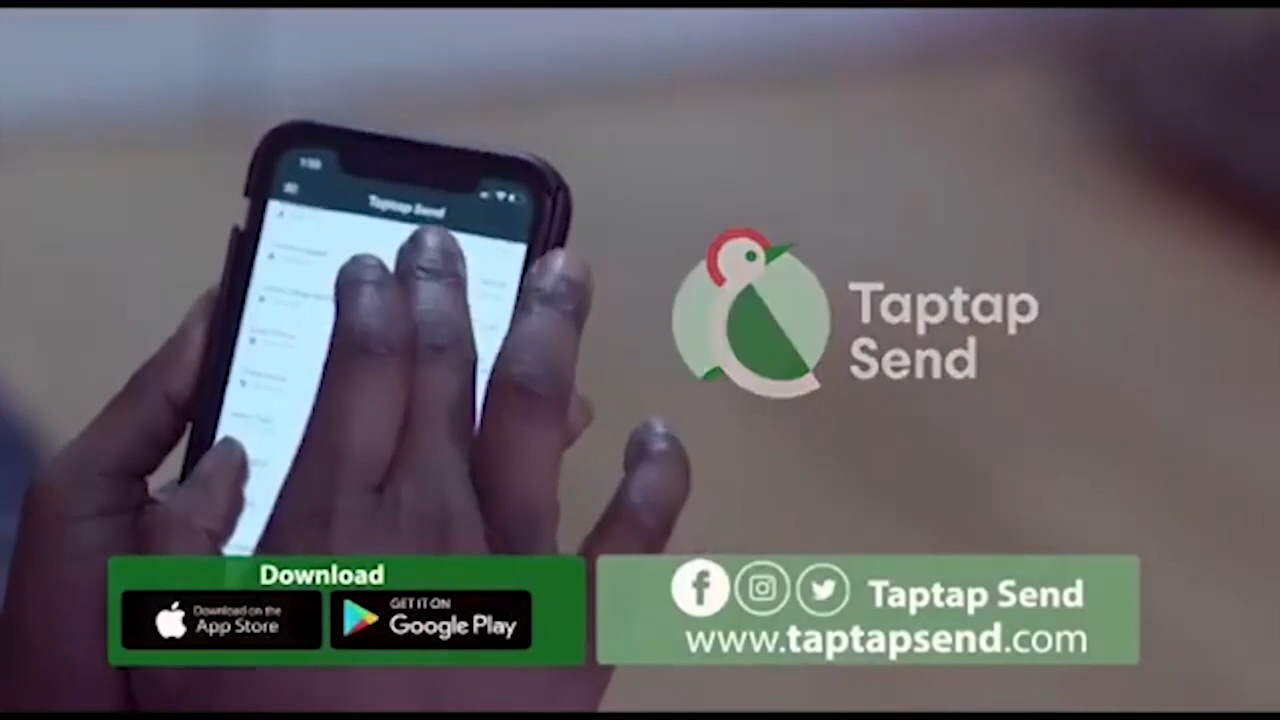 Taptap Send
Taptap
Send
Download
Download on the
App Store
GET IT ON
Google Play
Taptap Send
www.taptapsend.com